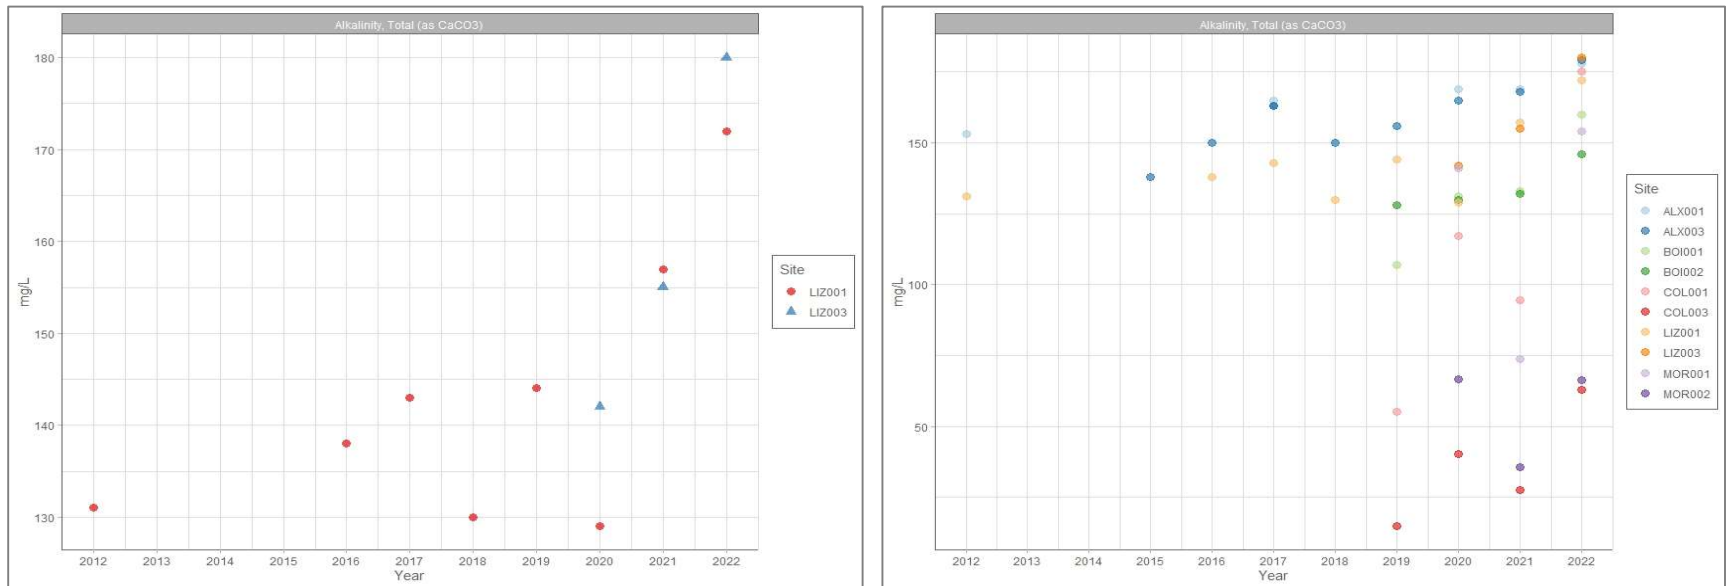 Alkalinity, Total (as CaCO3)
180
170
160
150
140
130
mg/L
2012 2013 2014 2015 2016 2017 2018 2019 2020 2021 2022
Year
Site
LIZ001
LIZ003
Alkalinity, Total (as CaCO3)
150
100
50
mg/L
2012 2013 2014 2015 2016 2017 2018 2019 2020 2021 2022
Year
Site
ALX001
ALX003
BOI001
BOI002
COL001
COL003
LIZ001
LIZ003
MOR001
MOR002